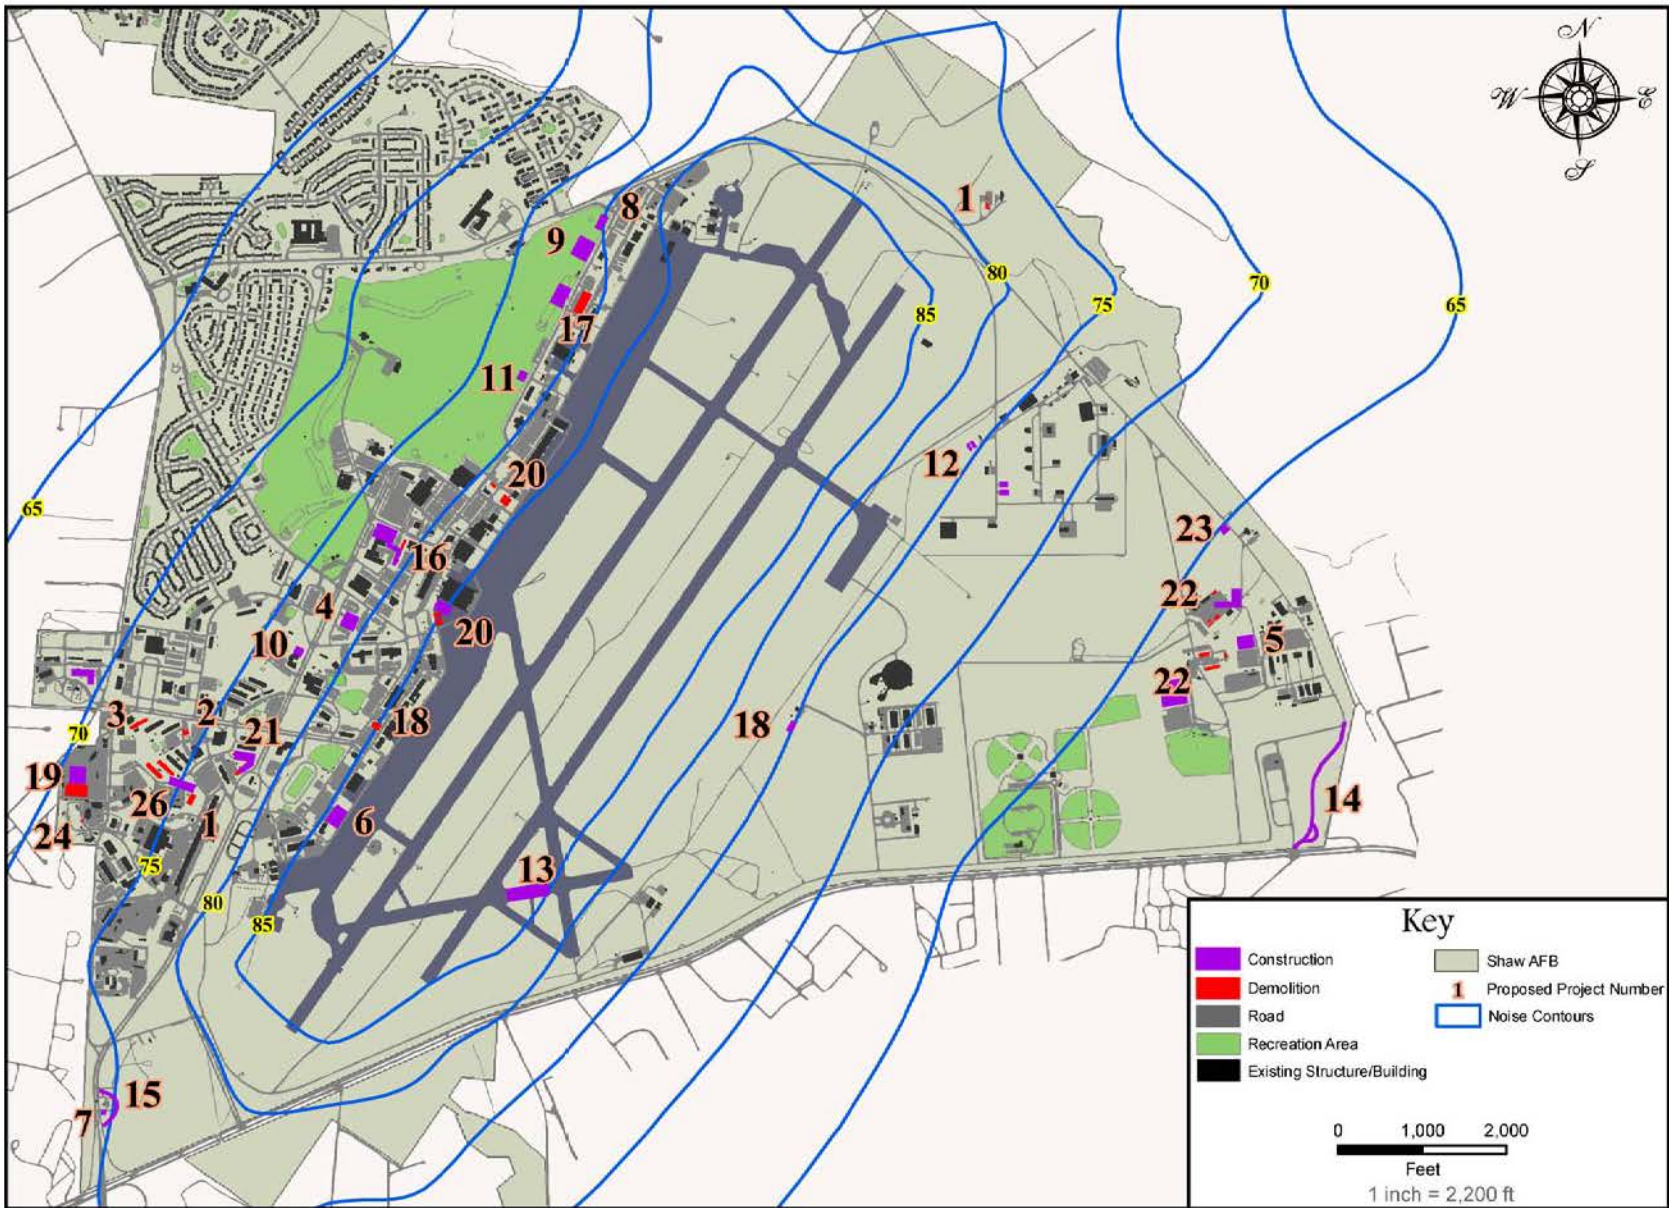 N
W
E
S
8
1
9
80
75
70
65
85
17
11
12
65
20
23
16
22
4
10
20
5
22
3
2
21
18
18
70
19
14
26
1
6
24
75
13
80
85
15
7
Key
Construction
Demolition
Road
Recreation Area
Existing Structure/Building
Shaw AFB
1 Proposed Project Number
Noise Contours
0 1,000 2,000
Feet
1 inch = 2,200 ft